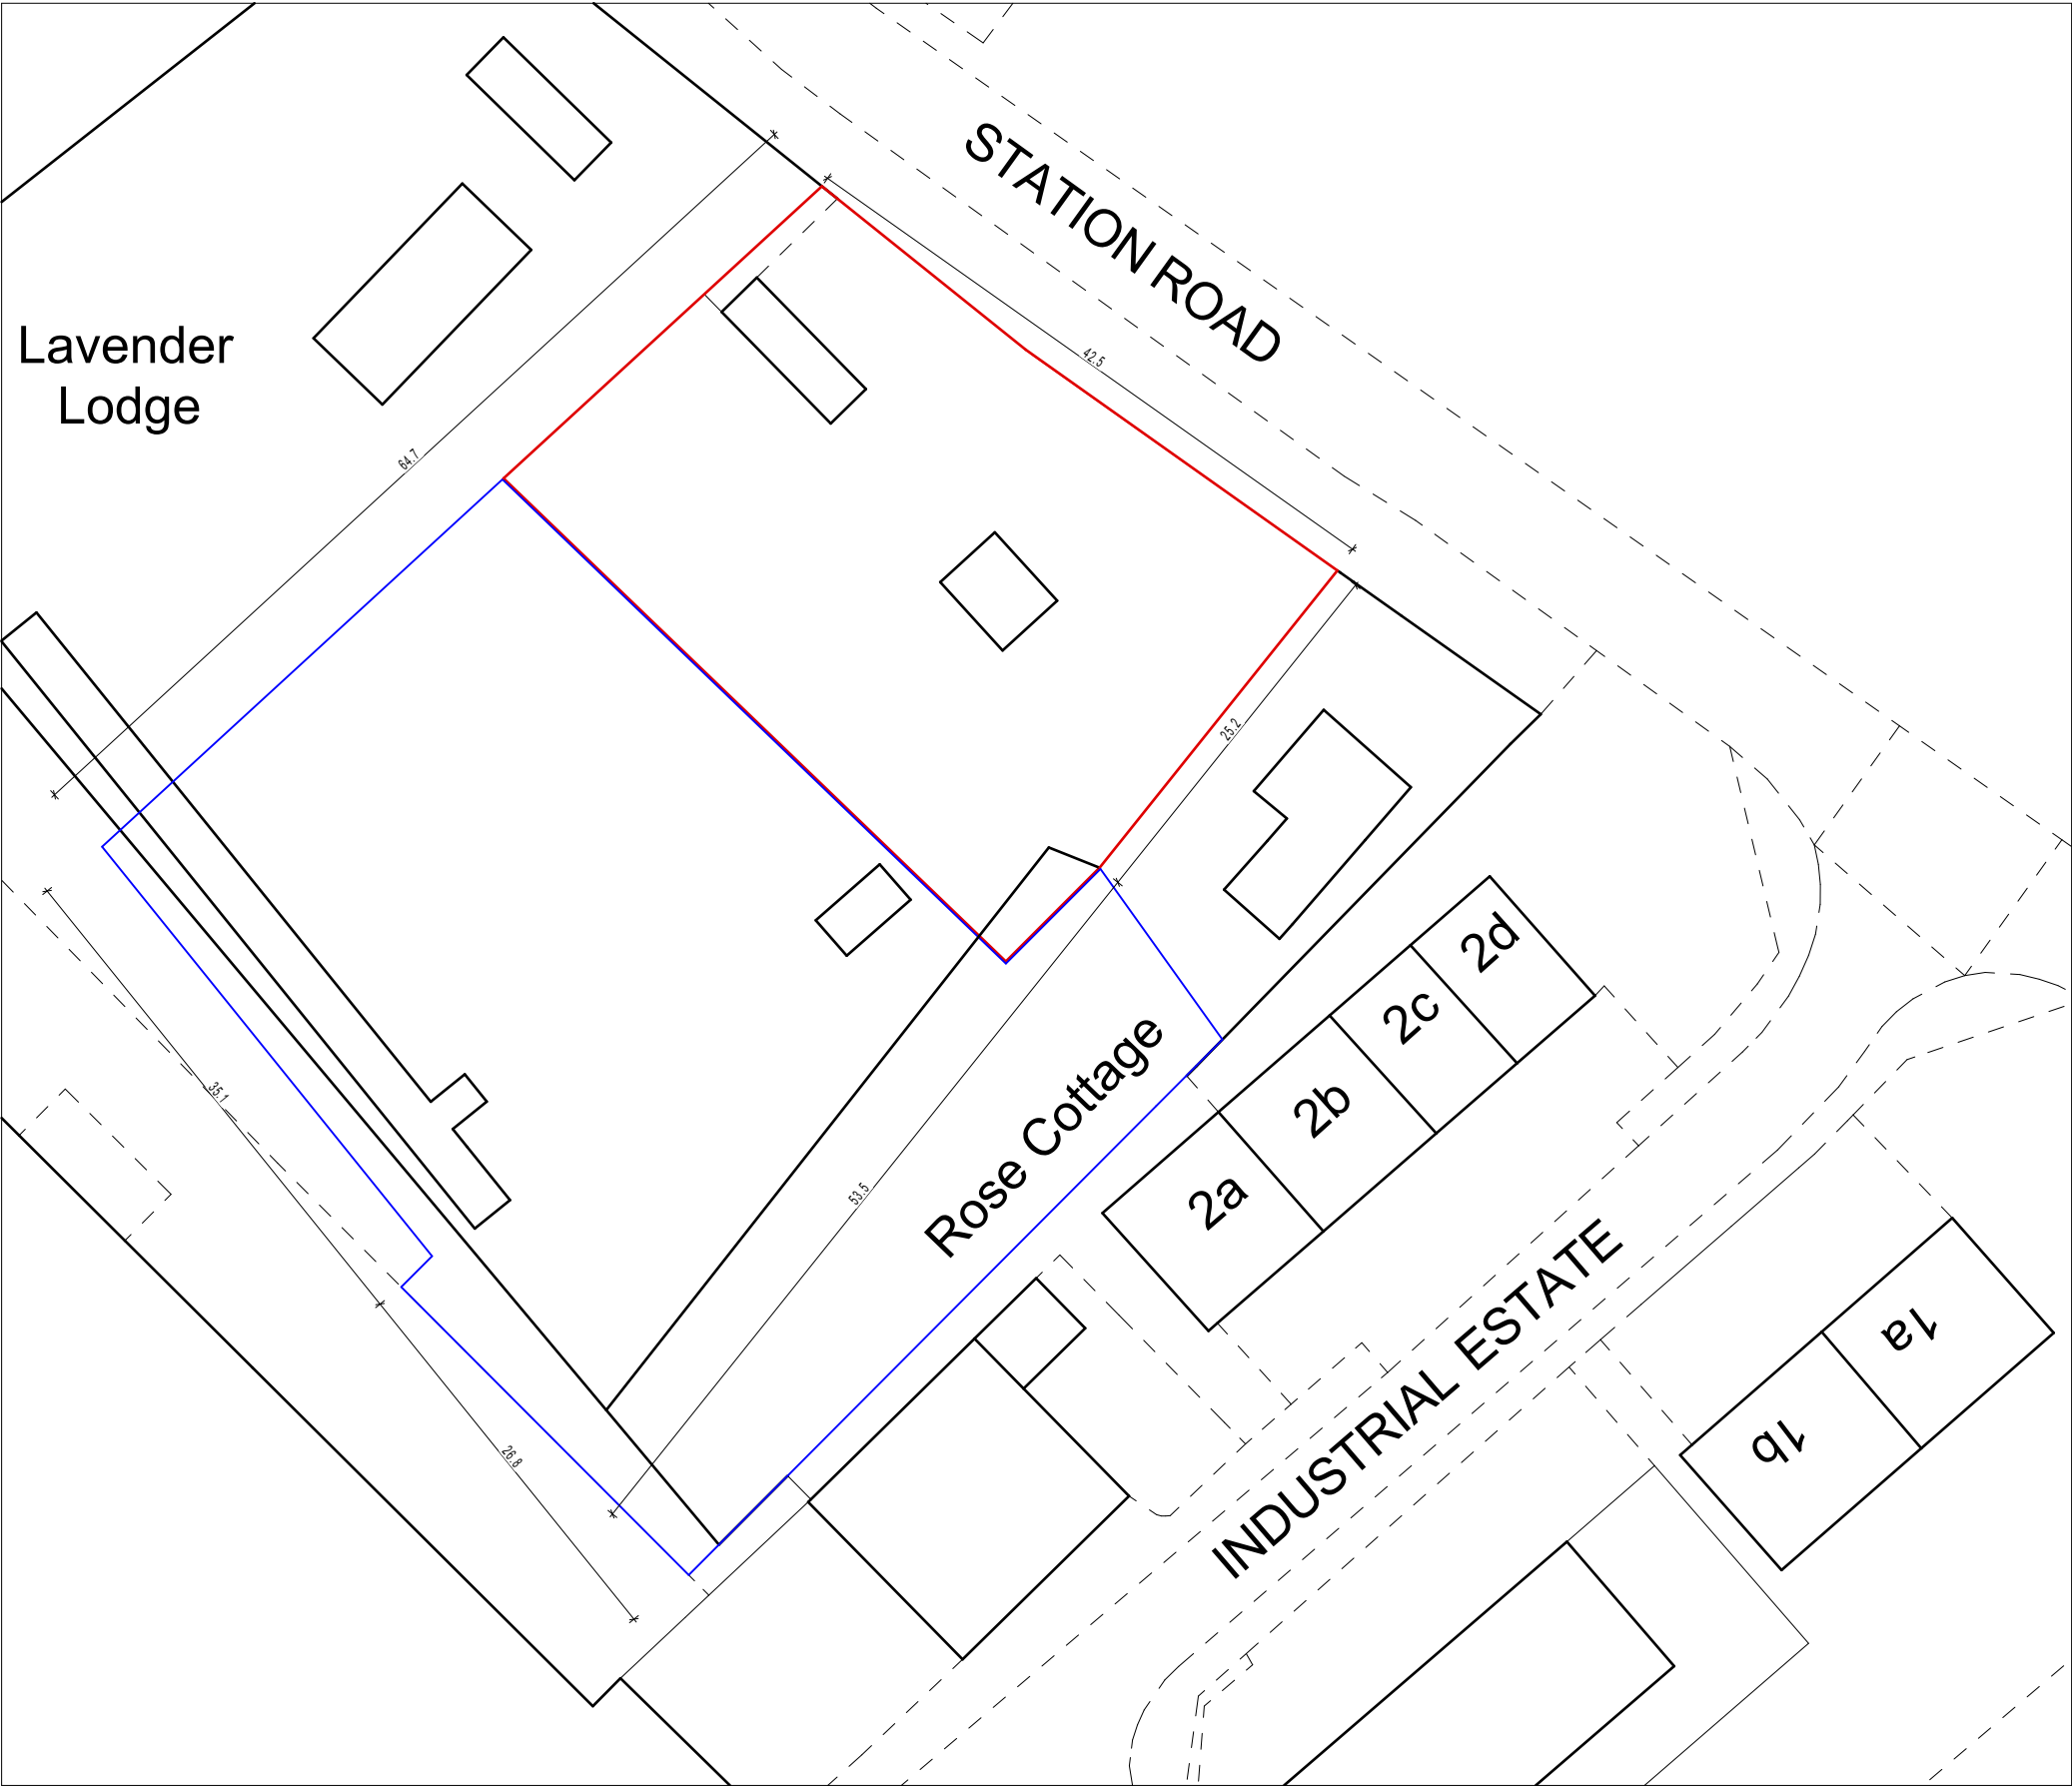 STATION ROAD
Lavender
Lodge
42.5
64.7
25.2
2d
2c
2b
2a
Rose Cottage
35.1
53.5
26.8
INDUSTRIAL ESTATE
1a
1b